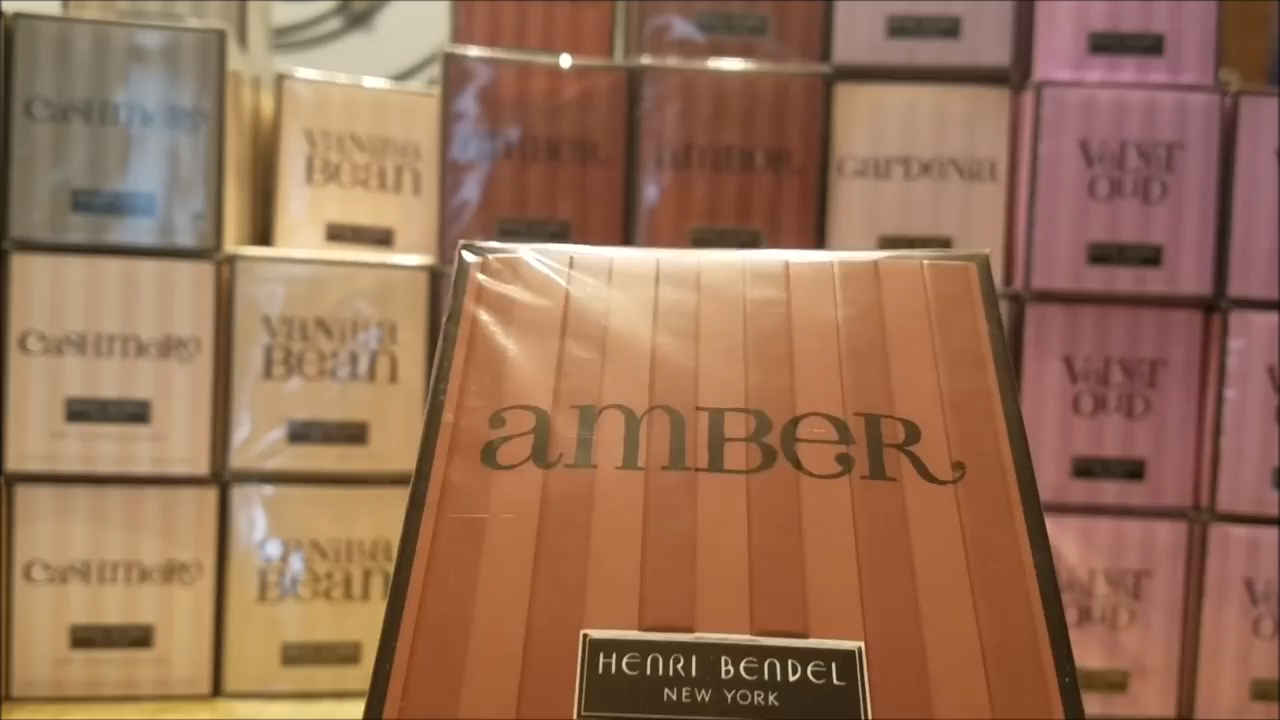 CaSHMeRe
VaNiLLa
Bean
amBeR
amBeR
GarDenia
VeLVeT
OUD
CaSHMeRe
VaNiLLa
Bean
VeLVeT
OUD
amBeR
CaSHMeRe
VaNiLLa
Bean
VeLVeT
OUD
HENRI BENDEL
NEW YORK